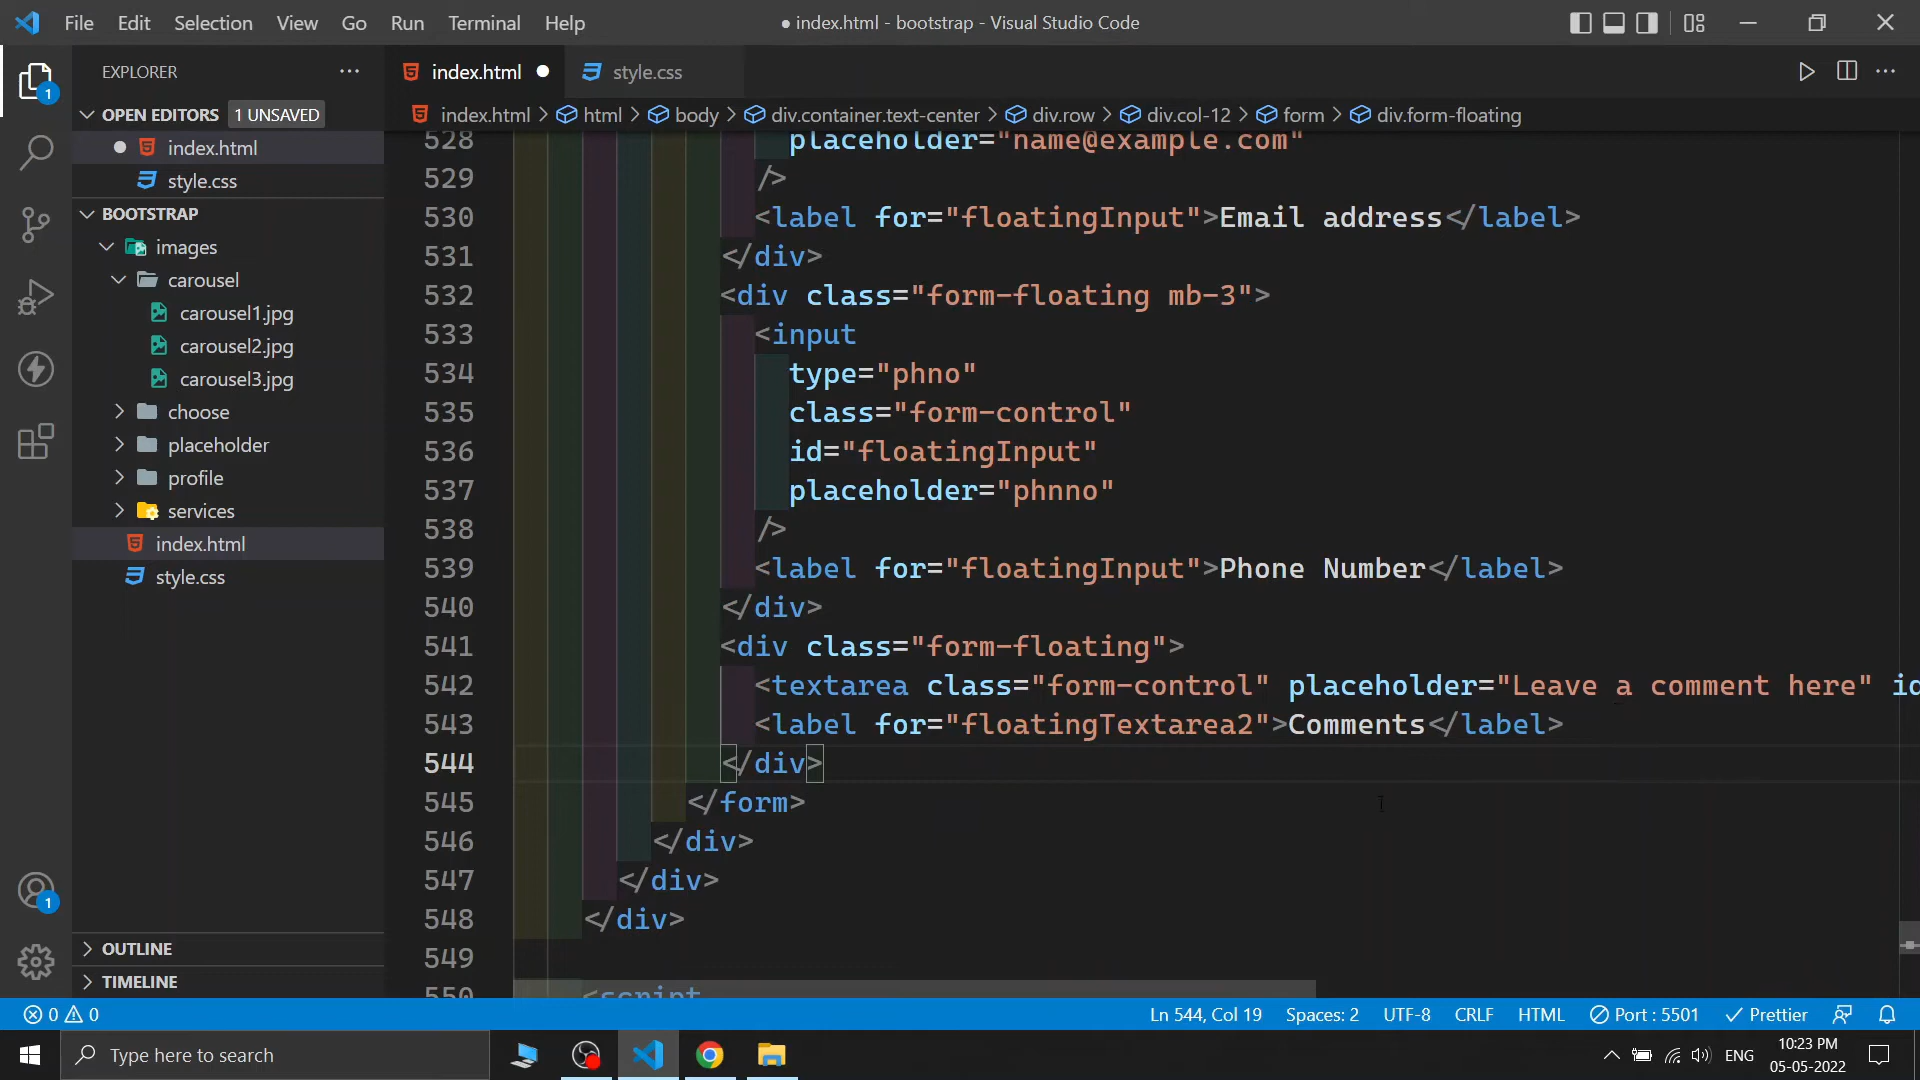 File Edit Selection View Go Run Terminal Help ● index.html - bootstrap - Visual Studio Code
EXPLORER ...
index.html ● style.css
OPEN EDITORS 1 UNSAVED
index.html
style.css
BOOTSTRAP
images
carousel
carousel1.jpg
carousel2.jpg
carousel3.jpg
choose
placeholder
profile
services
index.html
style.css
OUTLINE
TIMELINE
1
1
index.html > html > body > div.container.text-center > div.row > div.col-12 > form > div.form-floating
528 placeholder="name@example.com"
529 />
530 <label for="floatingInput">Email address</label>
531 </div>
532 <div class="form-floating mb-3">
533 <input
534 type="phno"
535 class="form-control"
536 id="floatingInput"
537 placeholder="phnno"
538 />
539 <label for="floatingInput">Phone Number</label>
540 </div>
541 <div class="form-floating">
542 <textarea class="form-control" placeholder="Leave a comment here" id
543 <label for="floatingTextarea2">Comments</label>
544 </div>
545 </form>
546 </div>
547 </div>
548 </div>
549
550 <script
0 0 Ln 544, Col 19 Spaces: 2 UTF-8 CRLF HTML Port : 5501 Prettier
Type here to search ENG 10:23 PM
05-05-2022